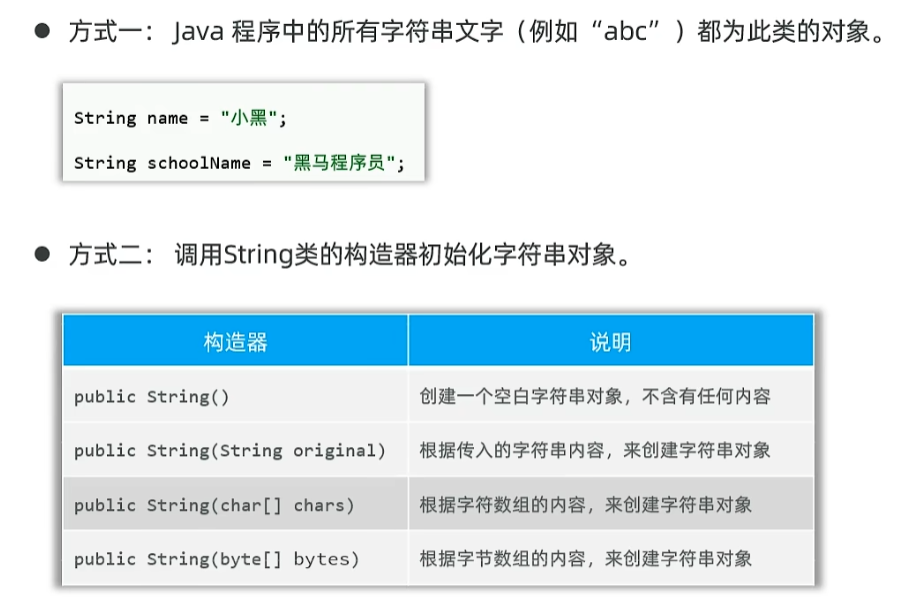 ● 方式一： Java 程序中的所有字符串文字（例如“abc”）都为此类的对象。
String name = "小黑";
String schoolName = "黑马程序员";
● 方式二： 调用String类的构造器初始化字符串对象。
构造器 说明
public String() 创建一个空白字符串对象，不含有任何内容
public String(String original) 根据传入的字符串内容，来创建字符串对象
public String(char[] chars) 根据字符数组的内容，来创建字符串对象
public String(byte[] bytes) 根据字节数组的内容，来创建字符串对象